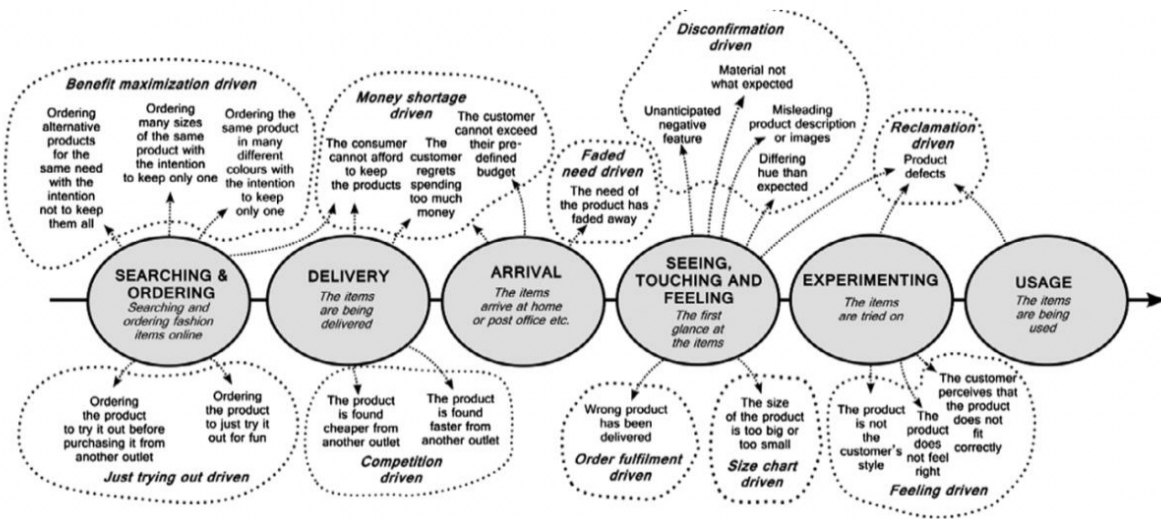 Benefit maximization driven
Ordering
alternative
products
for the
same need
with the
intention
not to keep
them all
Ordering
many sizes
of the same
product with
the intention
to keep only one
Ordering the
same product
in many
different
colours with
the intention
to keep
only one
Money shortage
driven
The consumer
cannot afford
to keep
the products
The
customer
regrets
spending
too much
money
The customer
cannot exceed
their pre-
defined
budget
Faded
need driven
The need of
the product has
faded away
Disconfirmation
driven
Material not
what expected
Unanticipated
negative
feature
Misleading
product description
or images
Differing
hue than
expected
Reclamation
driven
Product
defects
SEARCHING &
ORDERING
Searching and
ordering fashion
items online
DELIVERY
The items
are being
delivered
ARRIVAL
The items
arrive at home
or post office etc.
SEEING,
TOUCHING AND
FEELING
The first
glance at
the items
EXPERIMENTING
The items
are tried on
USAGE
The items
are being
used
Ordering
the product
to try it out before
purchasing it from
another outlet
Ordering
the product
to just try it
out for fun
Just trying out driven
The product
is found
cheaper from
another outlet
The product
is found
faster from
another outlet
Competition
driven
Wrong product
has been
delivered
Order fulfilment
driven
The size
of the product
is too big or
too small
Size chart
driven
The product
is not
the
customer's
style
The
product
does
not feel
right
The customer
perceives that
the product
does not
fit
correctly
Feeling driven